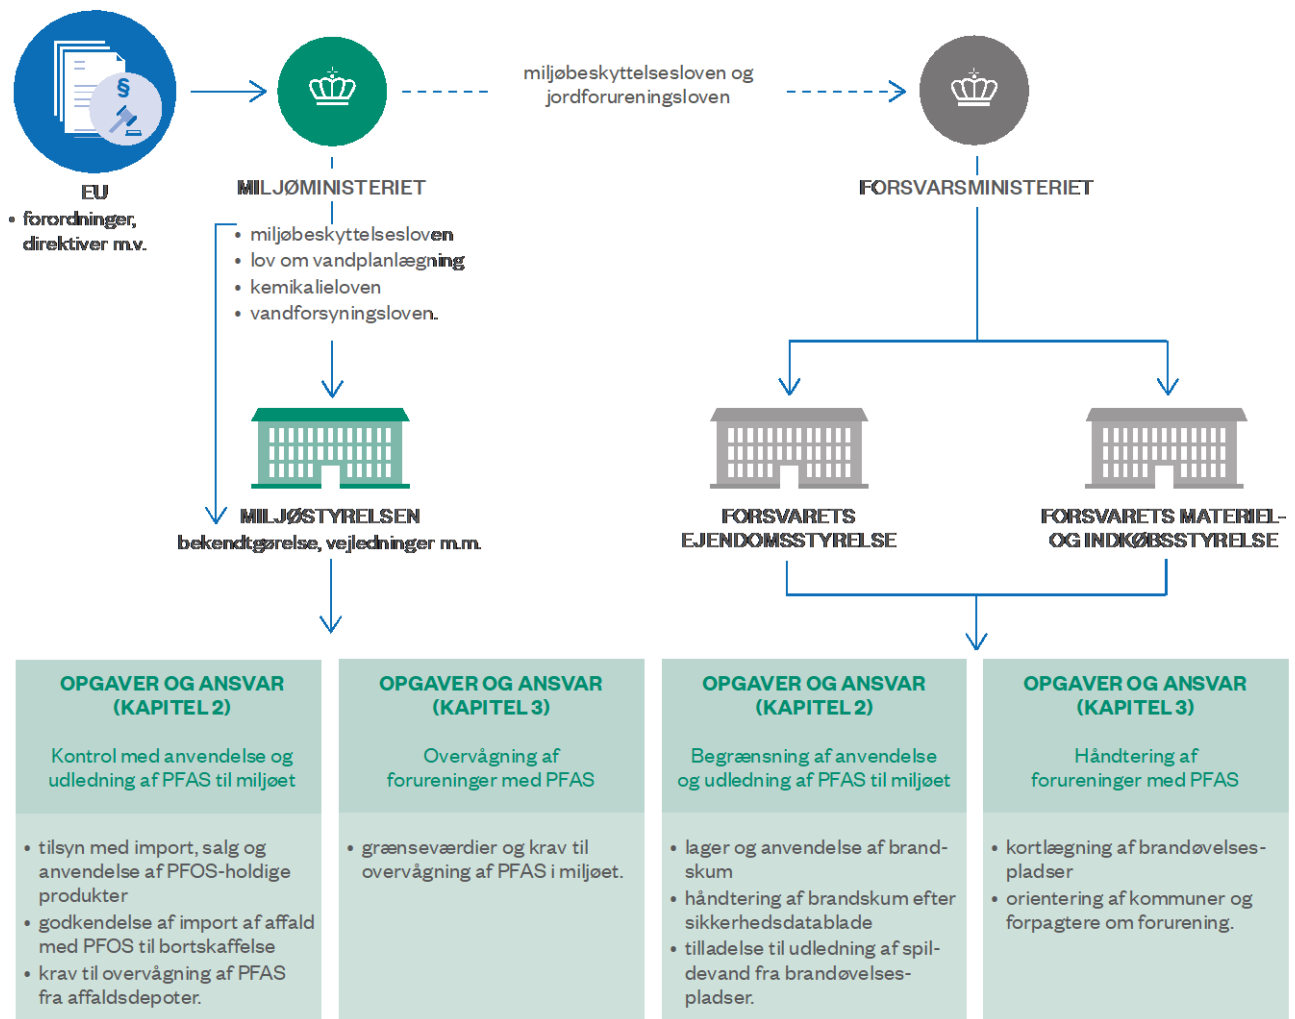 §
miljøbeskyttelsesloven og
jordforureningsloven
EU
• forordninger,
direktiver m.v.
MILJØMINISTERIET
• miljøbeskyttelsesloven
• lov om vandplanlægning
• kemikalieloven
• vandforsyningsloven.
FORSVARSMINISTERIET
MILJØSTYRELSEN
bekendtgørelse, vejledninger m.m.
FORSVARETS
EJENDOMSSTYRELSE
FORSVARETS MATERIEL-
OG INDKØBSSTYRELSE
OPGAVER OG ANSVAR
(KAPITEL 2)
Kontrol med anvendelse og
udledning af PFAS til miljøet
• tilsyn med import, salg og
anvendelse af PFOS-holdige
produkter
• godkendelse af import af affald
med PFOS til bortskaffelse
• krav til overvågning af PFAS
fra affaldsdepoter.
OPGAVER OG ANSVAR
(KAPITEL 3)
Overvågning af
forureninger med PFAS
• grænseværdier og krav til
overvågning af PFAS i miljøet.
OPGAVER OG ANSVAR
(KAPITEL 2)
Begrænsning af anvendelse
og udledning af PFAS til miljøet
• lager og anvendelse af brand-
skum
• håndtering af brandskum efter
sikkerhedsdatablade
• tilladelse til udledning af spil-
devand fra brandøvelses-
pladser.
OPGAVER OG ANSVAR
(KAPITEL 3)
Håndtering af
forureninger med PFAS
• kortlægning af brandøvelses-
pladser
• orientering af kommuner og
forpagtere om forurening.